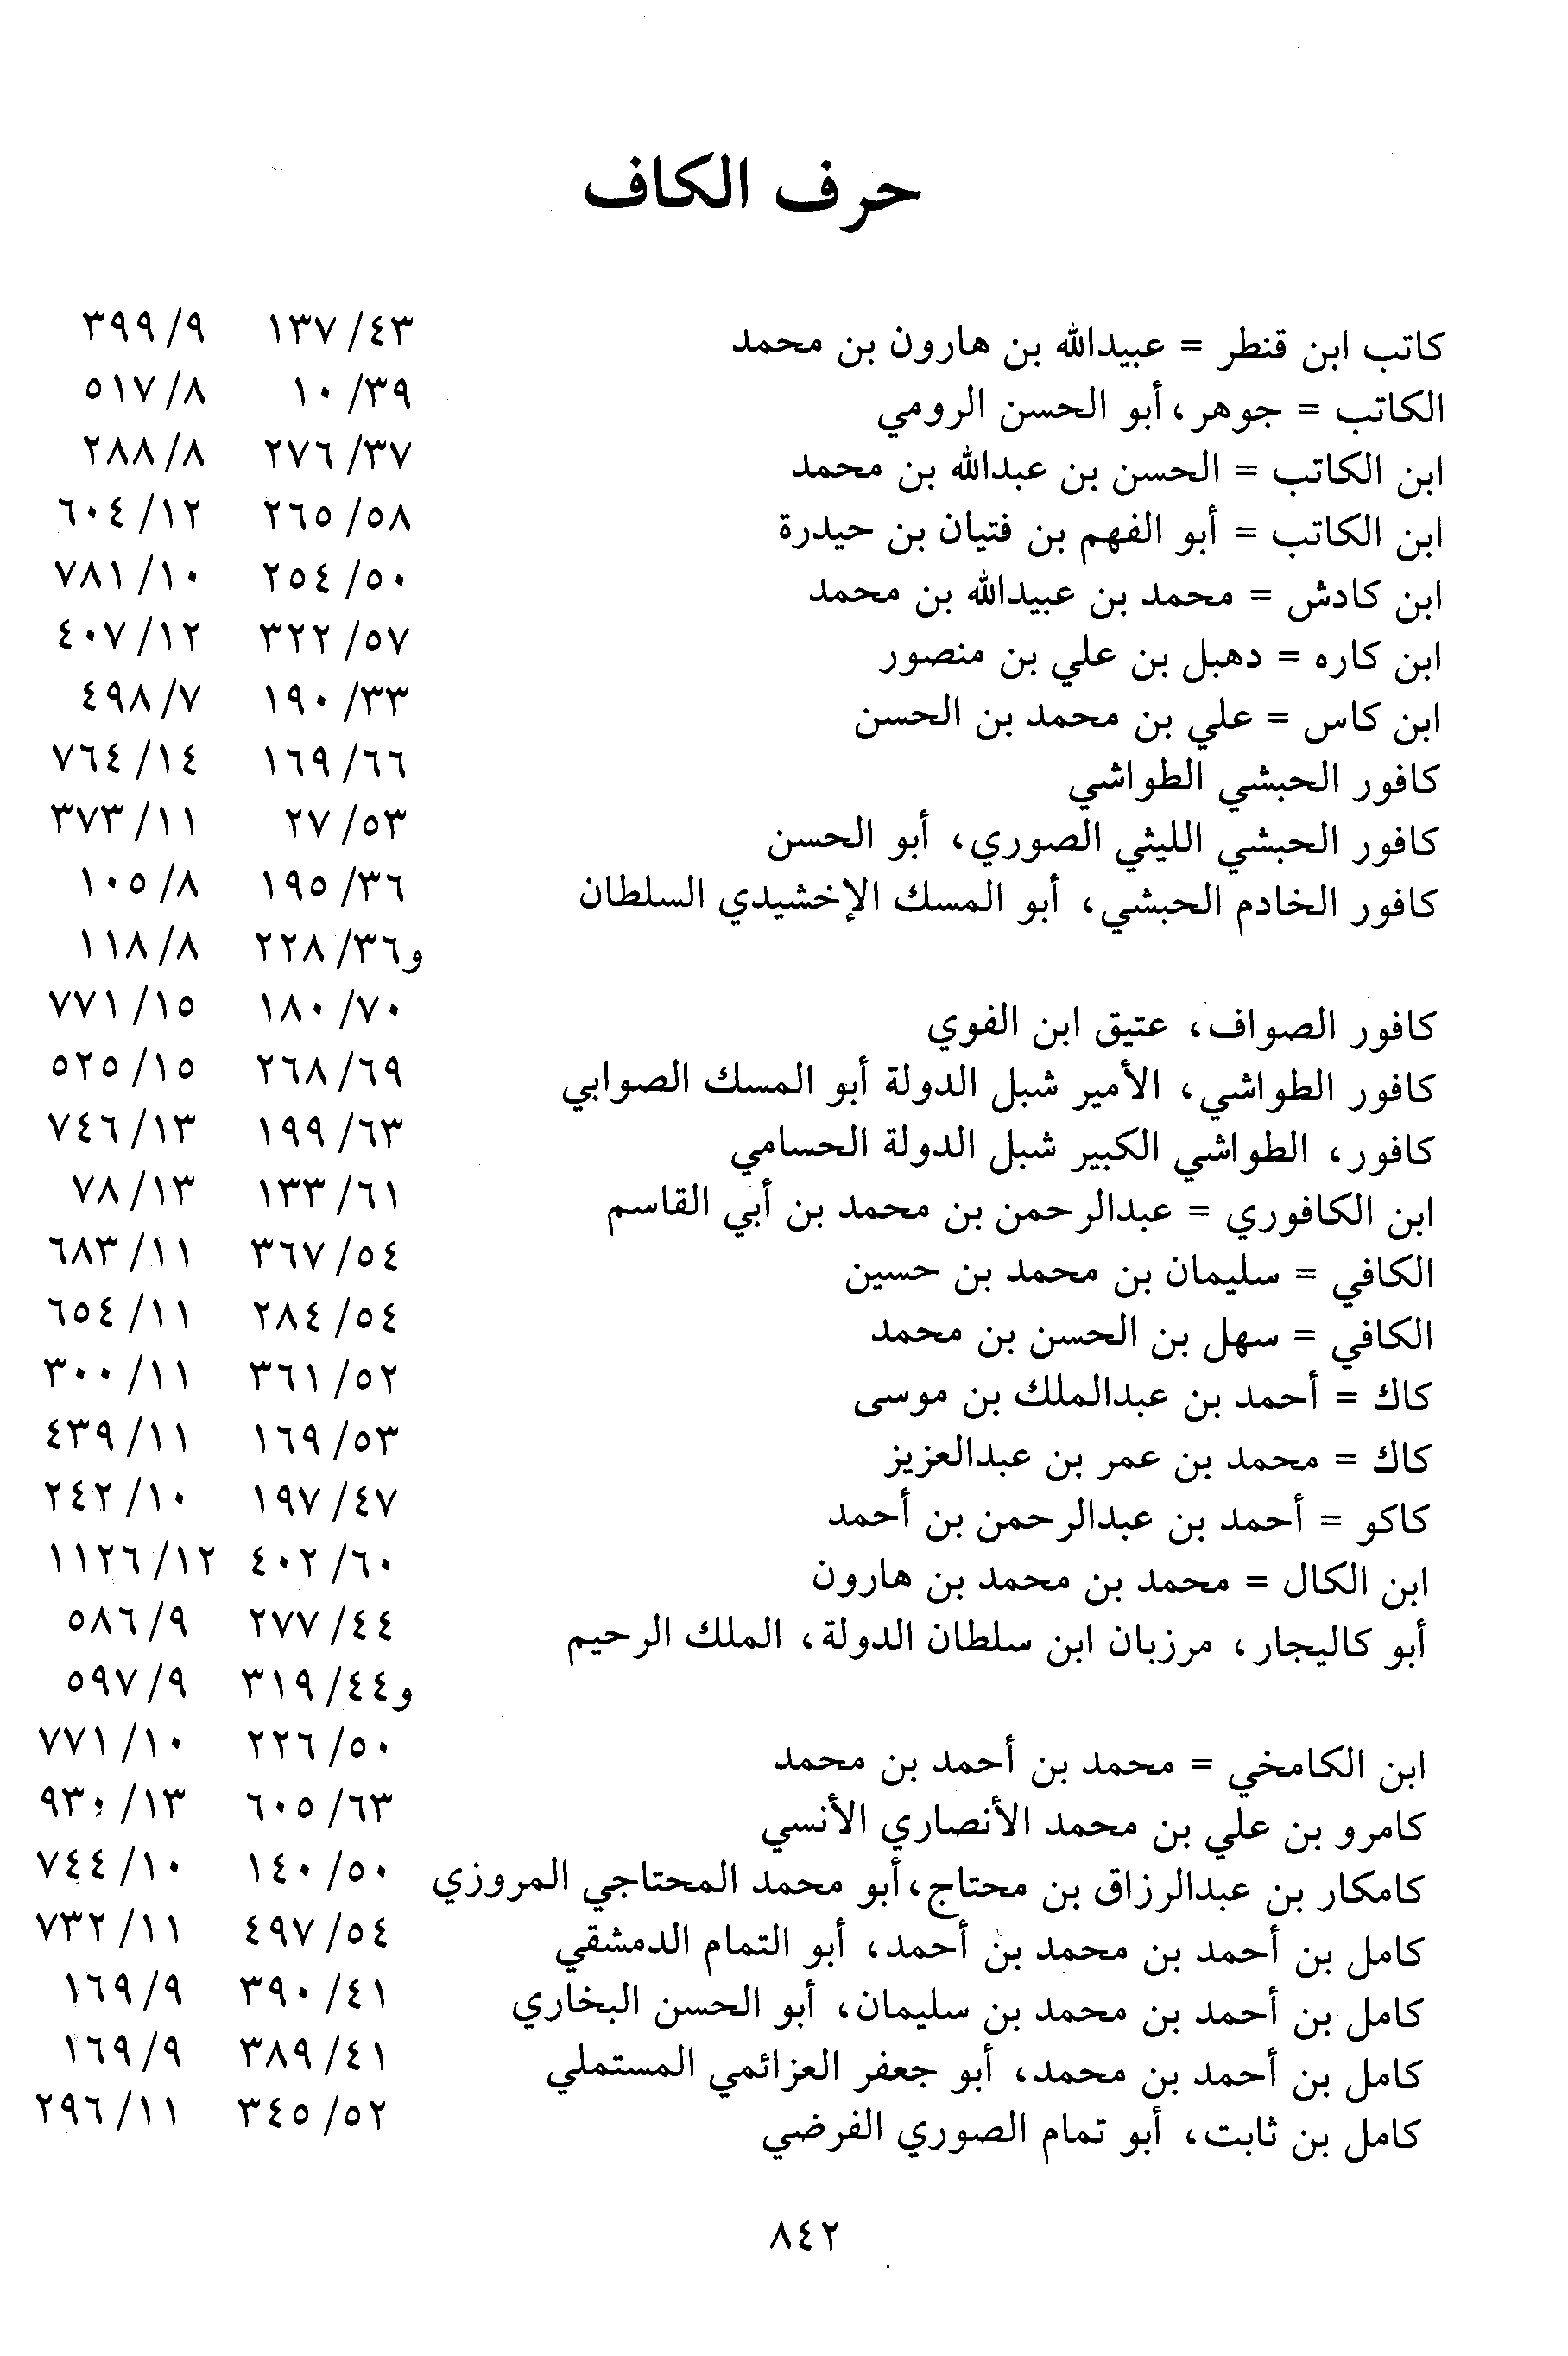 حرف الكاف
كاتب ابن قنطر = عبيدالله بن هارون بن محمد ٤٣/ ١٣٧ ٩/ ٣٩٩
الكاتب = جوهر، أبو الحسن الرومي ٣٩/ ١٠ ٨/ ٥١٧
ابن الكاتب = الحسن بن عبدالله بن محمد ٣٧/ ٢٧٦ ٨/ ٢٨٨
ابن الكاتب = أبو الفهم بن فتيان بن حيدرة ٥٨/ ٢٦٥ ١٢/ ٦٠٤
ابن كادش = محمد بن عبيدالله بن محمد ٥٠/ ٢٥٤ ١٠/ ٧٨١
ابن كاره = دهبل بن علي بن منصور ٥٧/ ٣٢٢ ١٢/ ٤٠٧
ابن كاس = علي بن محمد بن الحسن ٣٣/ ١٩٠ ٧/ ٤٩٨
كافور الحبشي الطواشي ٦٦/ ١٦٩ ١٤/ ٧٦٤
كافور الحبشي الليثي الصوري، أبو الحسن ٥٣/ ٢٧ ١١/ ٣٧٣
كافور الخادم الحبشي، أبو المسك الإخشيدي السلطان ٣٦/ ١٩٥ ٨/ ١٠٥
و٣٦/ ٢٢٨ ٨/ ١١٨
كافور الصواف، عتيق ابن الفوي ٧٠/ ١٨٠ ١٥/ ٧٧١
كافور الطواشي، الأمير شبل الدولة أبو المسك الصوابي ٦٩/ ٢٦٨ ١٥/ ٥٢٥
كافور، الطواشي الكبير شبل الدولة الحسامي ٦٣/ ١٩٩ ١٣/ ٧٤٦
ابن الكافوري = عبدالرحمن بن محمد بن أبي القاسم ٦١/ ١٣٣ ١٣/ ٧٨
الكافي = سليمان بن محمد بن حسين ٥٤/ ٣٦٧ ١١/ ٦٨٣
الكافي = سهل بن الحسن بن محمد ٥٤/ ٢٨٤ ١١/ ٦٥٤
كاك = أحمد بن عبدالملك بن موسى ٥٢/ ٣٦١ ١١/ ٣٠٠
كاك = محمد بن عمر بن عبدالعزيز ٥٣/ ١٦٩ ١١/ ٤٣٩
كاكو = أحمد بن عبدالرحمن بن أحمد ٤٧/ ١٩٧ ١٠/ ٢٤٢
ابن الكال = محمد بن محمد بن هارون ٦٠/ ٤٠٢ ١٢/ ١١٢٦
أبو كاليجار، مرزبان ابن سلطان الدولة، الملك الرحيم ٤٤/ ٢٧٧ ٩/ ٥٨٦
و٤٤/ ٣١٩ ٩/ ٥٩٧
ابن الكامخي = محمد بن أحمد بن محمد ٥٠/ ٢٢٦ ١٠/ ٧٧١
كامرو بن علي بن محمد الأنصاري الأنسي ٦٣/ ٦٠٥ ١٣/ ٩٣٠
كامكار بن عبدالرزاق بن محتاج، أبو محمد المحتاجي المروزي ٥٠/ ١٤٠ ١٠/ ٧٤٤
كامل بن أحمد بن محمد بن أحمد، أبو التمام الدمشقي ٥٤/ ٤٩٧ ١١/ ٧٣٢
كامل بن أحمد بن محمد بن سليمان، أبو الحسن البخاري ٤١/ ٣٩٠ ٩/ ١٦٩
كامل بن أحمد بن محمد، أبو جعفر العزائمي المستملي ٤١/ ٣٨٩ ٩/ ١٦٩
كامل بن ثابت، أبو تمام الصوري الفرضي ٥٢/ ٣٤٥ ١١/ ٢٩٦
٨٤٢